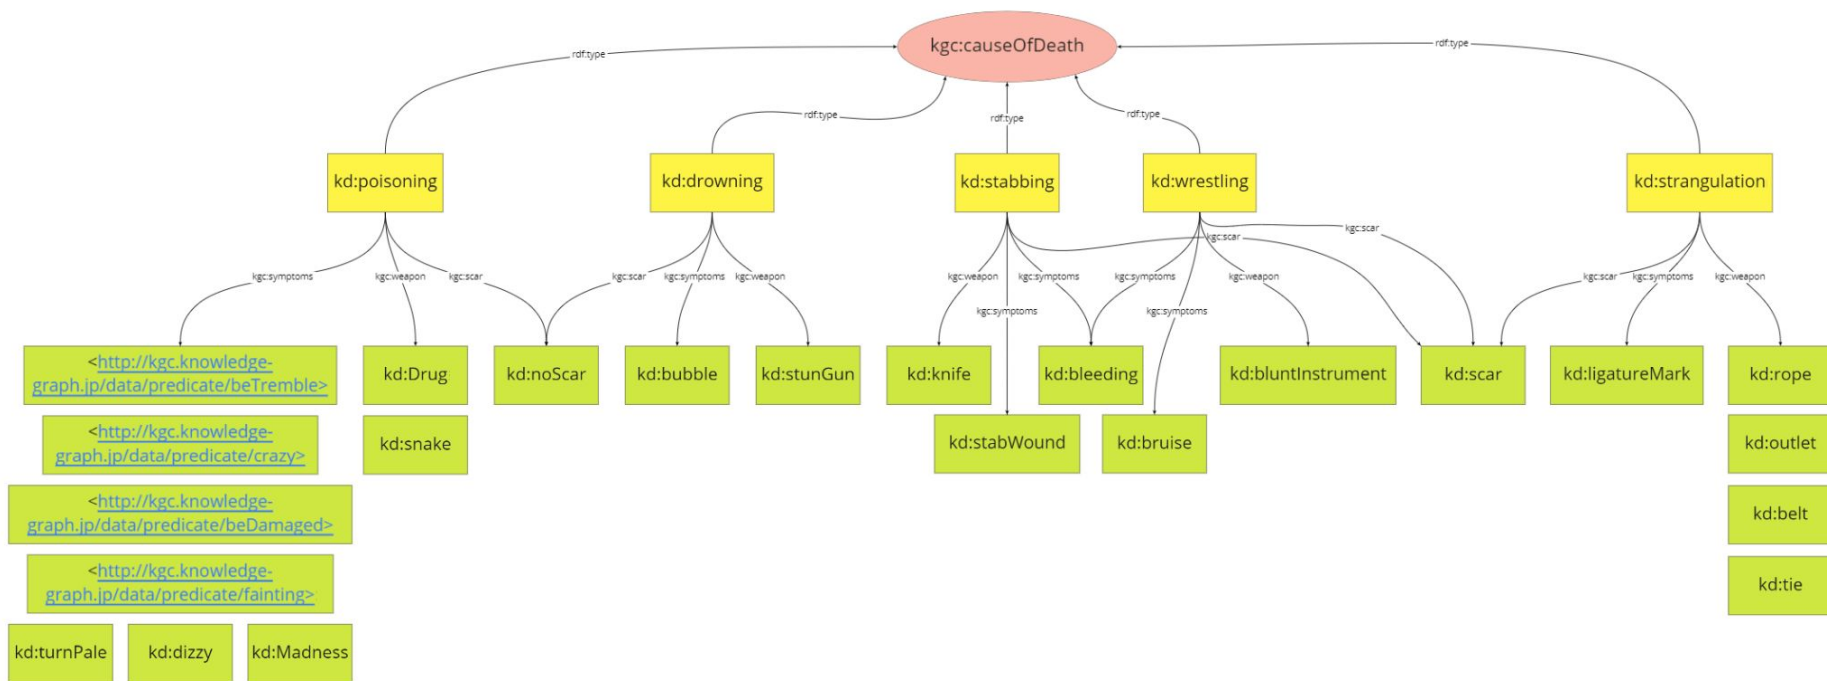 kgc:causeOfDeath
rdf:type
rdf:type
rdf:type
rdf:type
rdf:type
kd:poisoning
kd:drowning
kd:stabbing
kd:wrestling
kd:strangulation
kgc:symptoms
kgc:weapon
kgc:scar
kgc:scar
kgc:symptoms
kgc:weapon
kgc:weapon
kgc:symptoms
kgc:symptoms
kgc:scar
kgc:symptoms
kgc:symptoms
kgc:weapon
kgc:scar
kgc:scar
kgc:symptoms
kgc:weapon
<http://kgc.knowledge-
graph.jp/data/predicate/beTremble>
kd:Drug
kd:noScar
kd:bubble
kd:stunGun
kd:knife
kd:bleeding
kd:bluntInstrument
kd:scar
kd:ligatureMark
kd:rope
<http://kgc.knowledge-
graph.jp/data/predicate/crazy>
kd:snake
kd:stabWound
kd:bruise
kd:outlet
<http://kgc.knowledge-
graph.jp/data/predicate/beDamaged>
kd:belt
<http://kgc.knowledge-
graph.jp/data/predicate/fainting>
kd:tie
kd:turnPale
kd:dizzy
kd:Madness